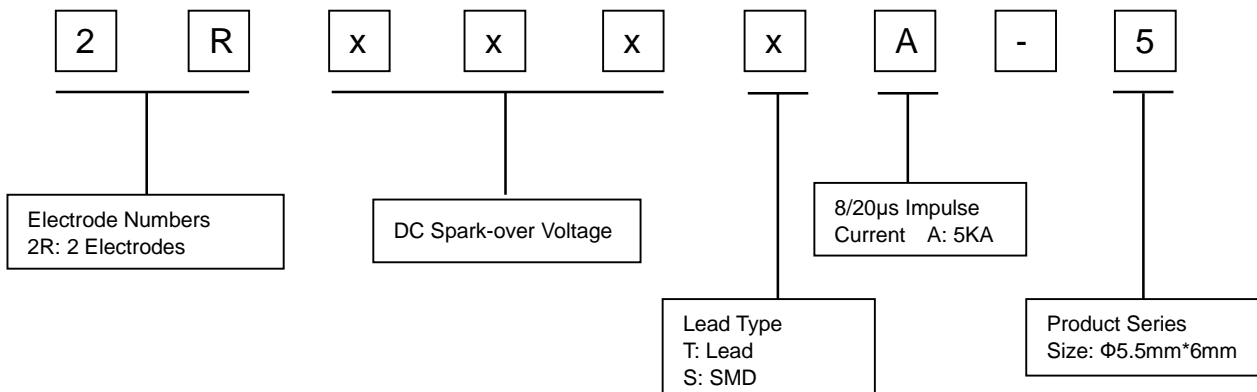 2 R x x x x A - 5
Electrode Numbers
2R: 2 Electrodes
DC Spark-over Voltage
8/20µs Impulse
Current A: 5KA
Lead Type
T: Lead
S: SMD
Product Series
Size: Φ5.5mm*6mm